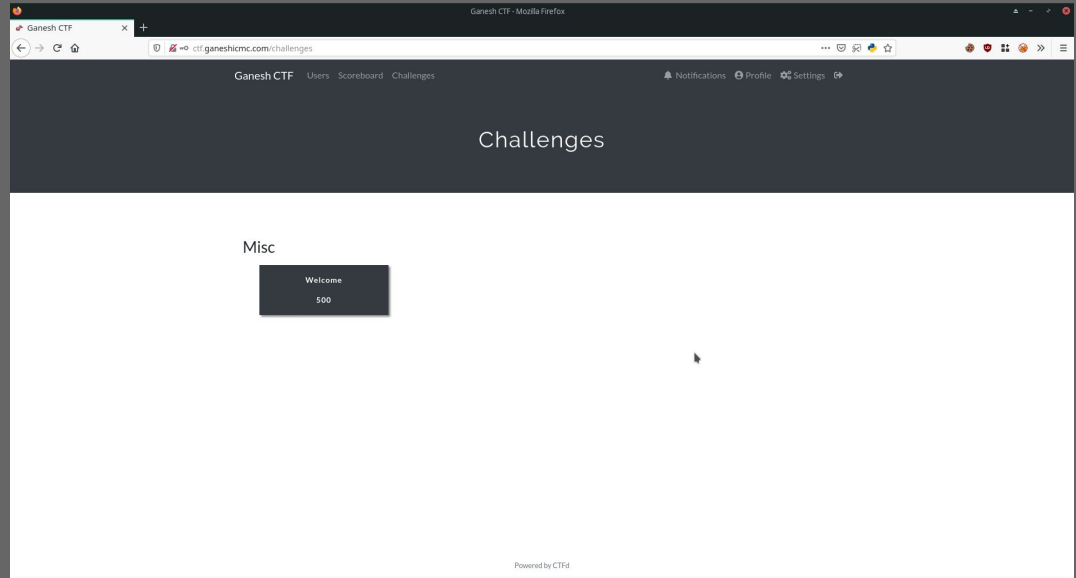 Ganesh CTF - Mozilla Firefox
Ganesh CTF
ctf.ganeshicmc.com/challenges
Ganesh CTF Users Scoreboard Challenges Notifications Profile Settings
Challenges
Misc
Welcome
500
Powered by CTFd